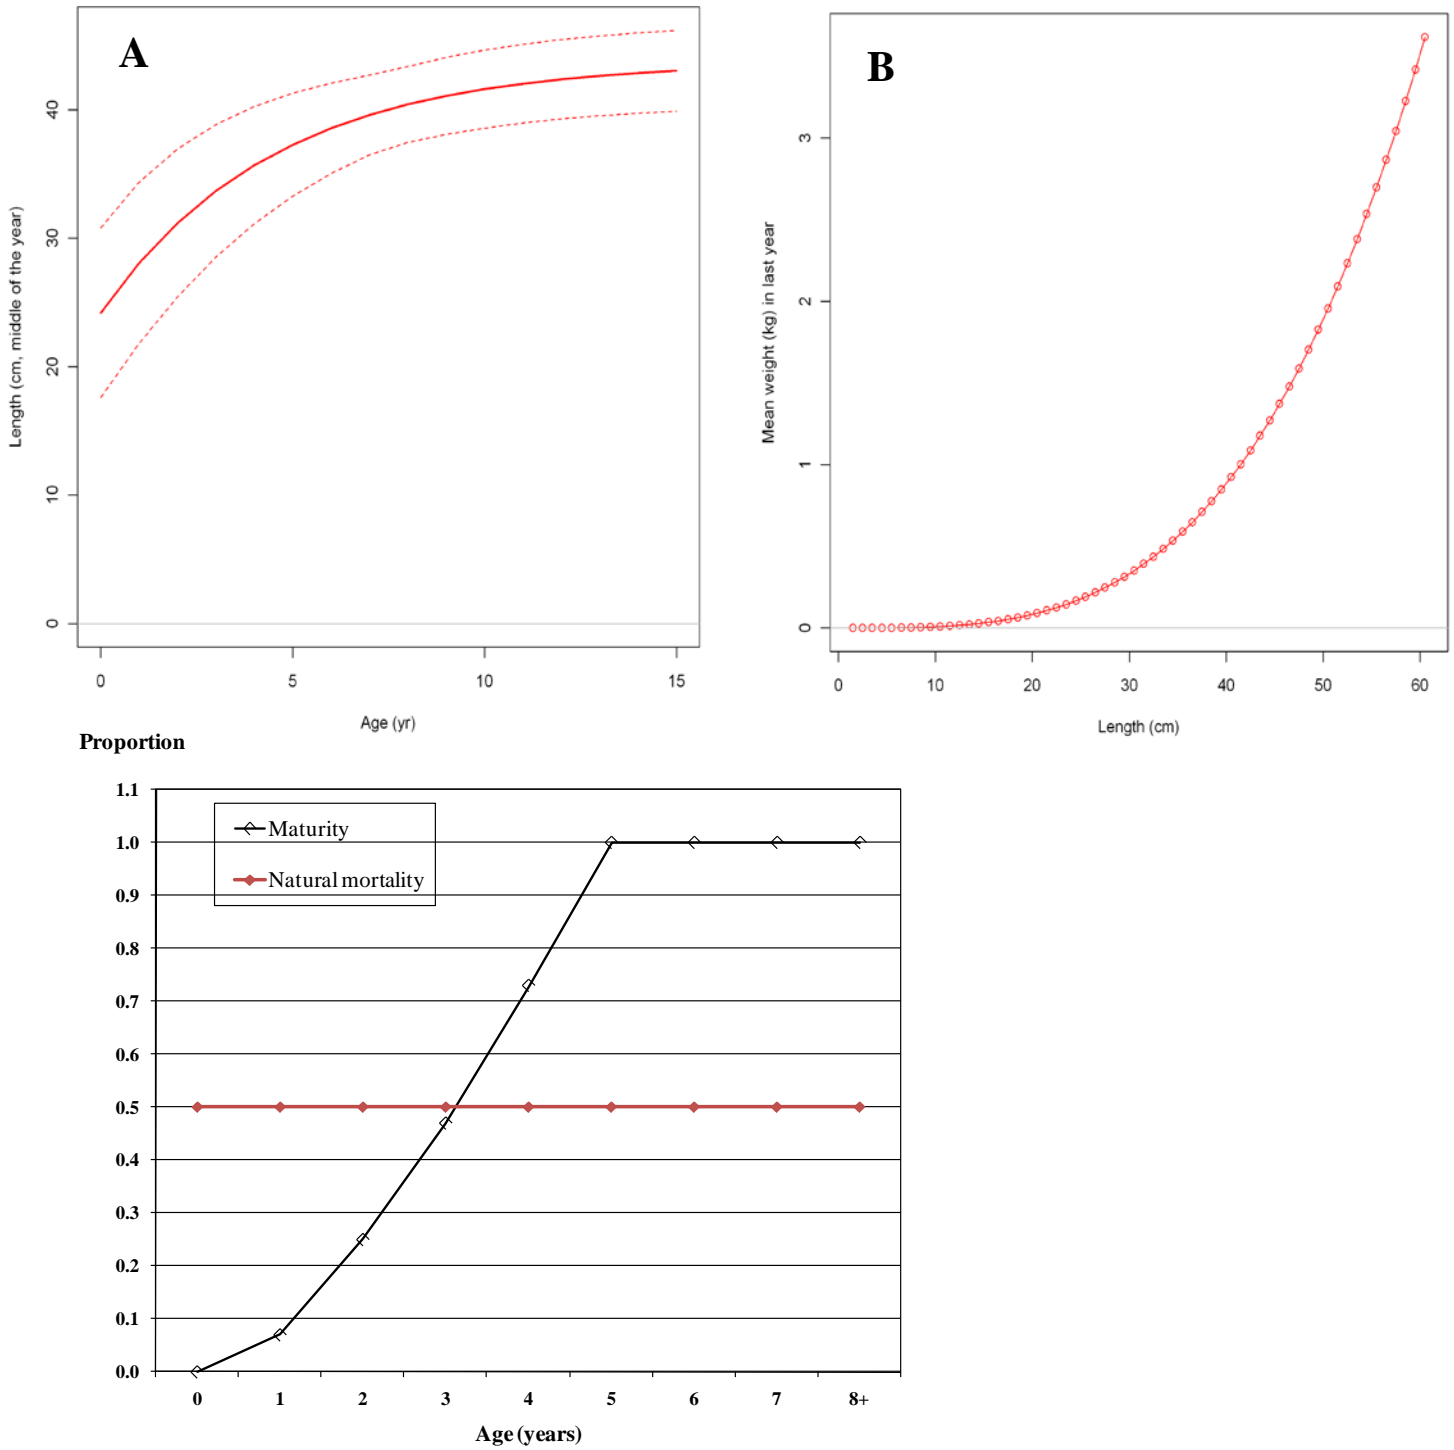 A
Length (cm, middle of the year)
40
30
20
10
0
0 5 10 15
Age (yr)
B
Mean weight (kg) in last year
3
2
1
0
0 10 20 30 40 50 60
Length (cm)
Proportion
1.1
1.0
0.9
0.8
0.7
0.6
0.5
0.4
0.3
0.2
0.1
0.0
Maturity
Natural mortality
0 1 2 3 4 5 6 7 8+
Age (years)